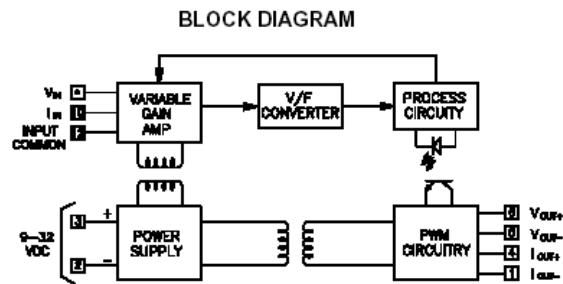 BLOCK DIAGRAM
VIN
IIN
INPUT
COMMON
VARIABLE
GAIN
AMP
V/F
CONVERTER
PROCESS
CIRCUITY
9-32
VDC
3
+
2
-
POWER
SUPPLY
PWM
CIRCUITRY
VOUT+
VOUT-
4
IOUT+
1
IOUT-